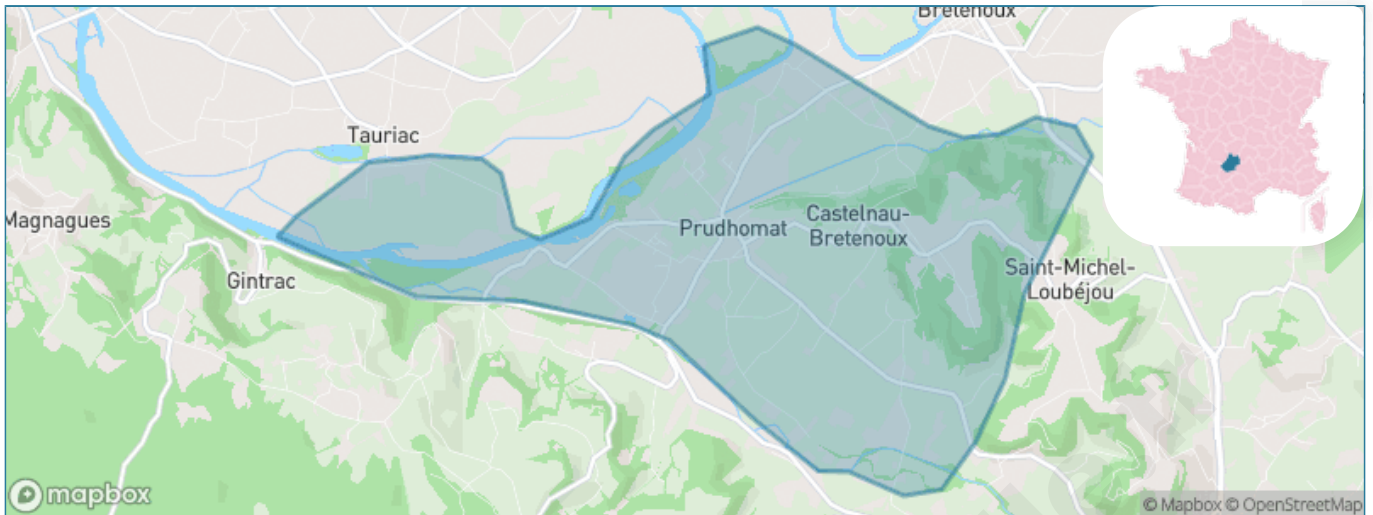 Bretenoux
Tauriac
Magnagues
Prudhomat
Castelnau-
Bretenoux
Gintrac
Saint-Michel-
Loubéjou
mapbox
© Mapbox © OpenStreetMap